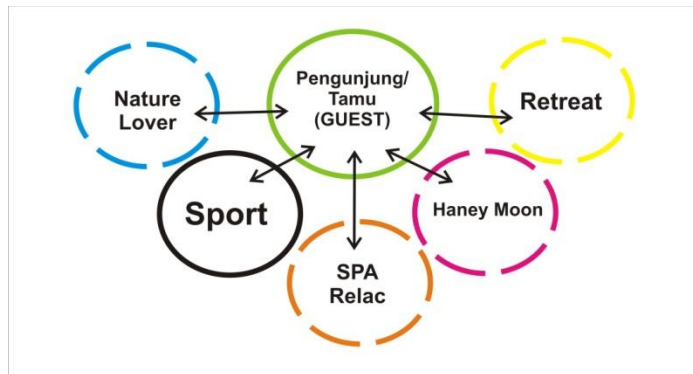 Pengunjung/
Tamu
(GUEST)
Nature
Lover
Retreat
Sport
Haney Moon
SPA
Relac